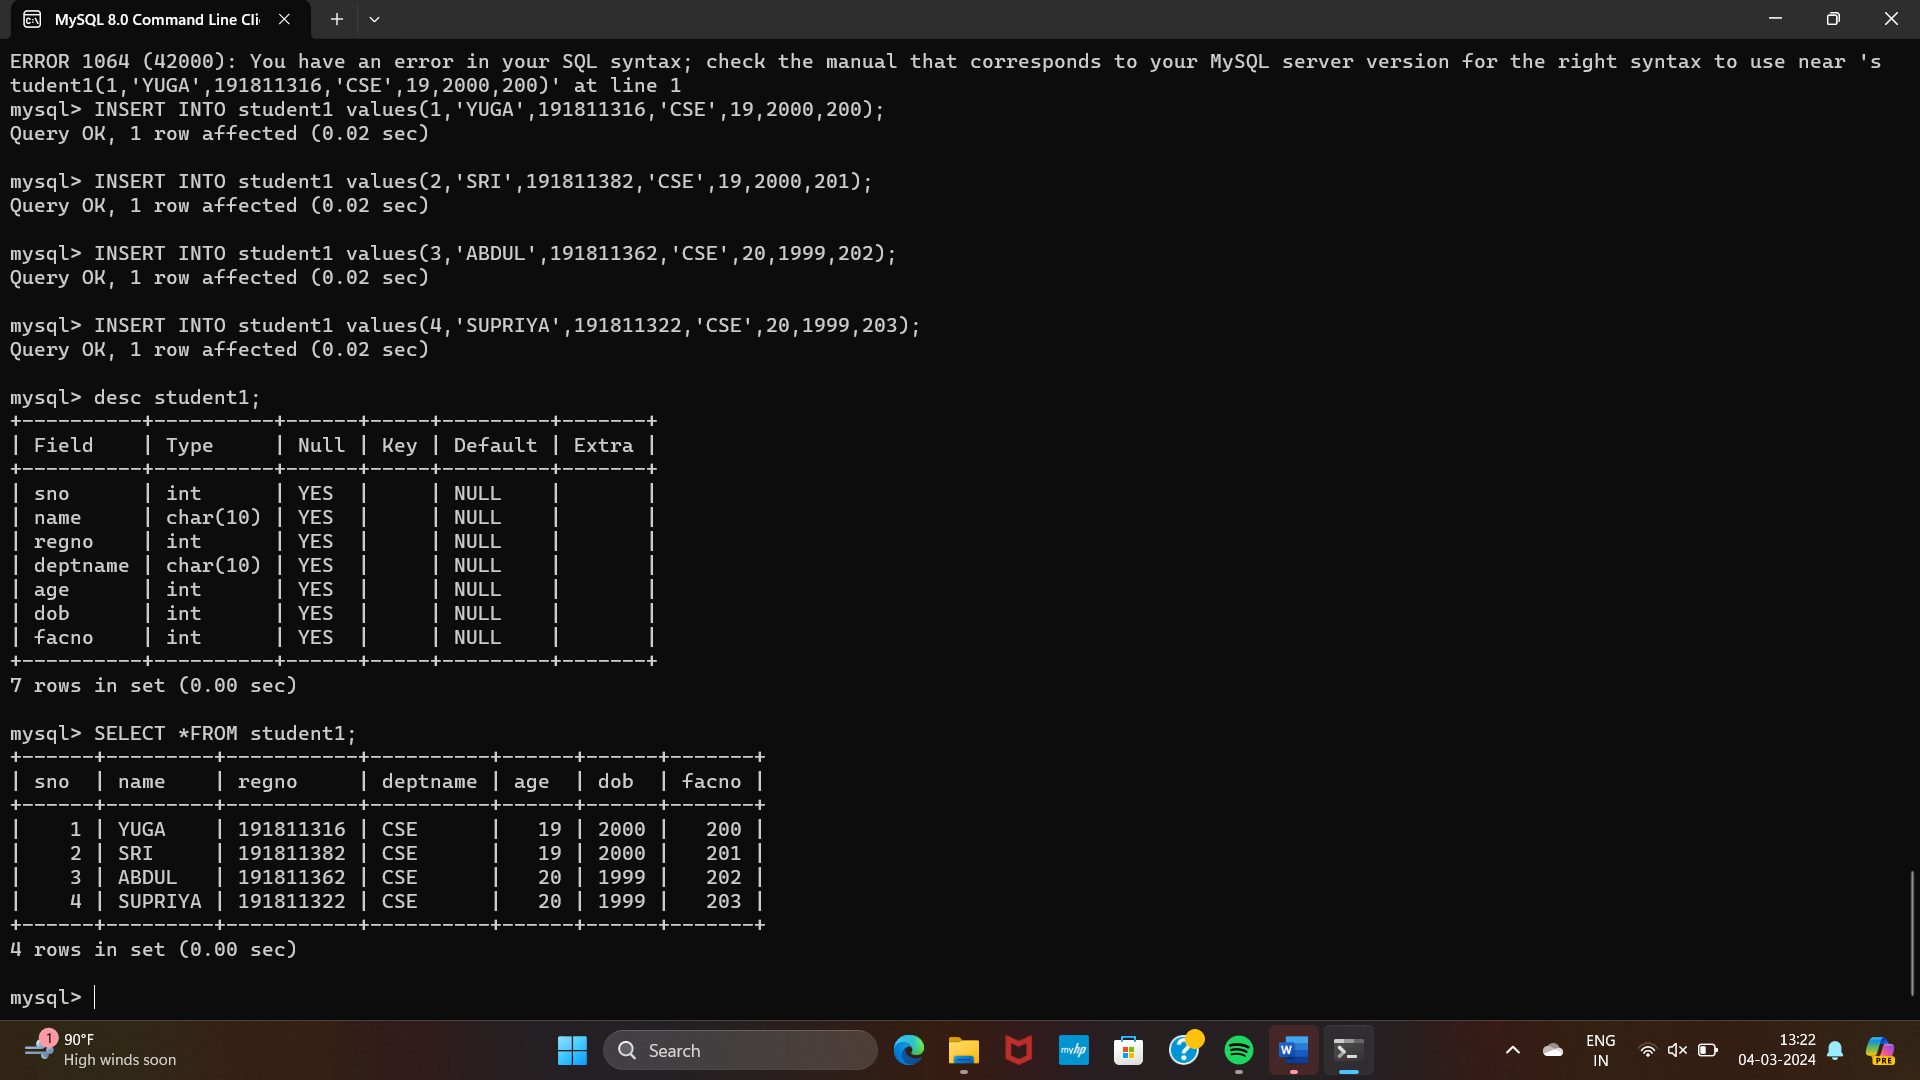 MySQL 8.0 Command Line Cli
ERROR 1064 (42000): You have an error in your SQL syntax; check the manual that corresponds to your MySQL server version for the right syntax to use near 's
tudent1(1,'YUGA',191811316,'CSE',19,2000,200)' at line 1
mysql> INSERT INTO student1 values(1,'YUGA',191811316,'CSE',19,2000,200);
Query OK, 1 row affected (0.02 sec)
mysql> INSERT INTO student1 values(2,'SRI',191811382,'CSE',19,2000,201);
Query OK, 1 row affected (0.02 sec)
mysql> INSERT INTO student1 values(3,'ABDUL',191811362,'CSE',20,1999,202);
Query OK, 1 row affected (0.02 sec)
mysql> INSERT INTO student1 values(4,'SUPRIYA',191811322,'CSE',20,1999,203);
Query OK, 1 row affected (0.02 sec)
mysql> desc student1;
+----------+----------+------+-----+---------+-------+
| Field    | Type     | Null | Key | Default | Extra |
+----------+----------+------+-----+---------+-------+
| sno      | int      | YES  |     | NULL    |       |
| name     | char(10) | YES  |     | NULL    |       |
| regno    | int      | YES  |     | NULL    |       |
| deptname | char(10) | YES  |     | NULL    |       |
| age      | int      | YES  |     | NULL    |       |
| dob      | int      | YES  |     | NULL    |       |
| facno    | int      | YES  |     | NULL    |       |
+----------+----------+------+-----+---------+-------+
7 rows in set (0.00 sec)
mysql> SELECT *FROM student1;
+------+---------+-----------+----------+------+------+-------+
| sno  | name    | regno     | deptname | age  | dob  | facno |
+------+---------+-----------+----------+------+------+-------+
|    1 | YUGA    | 191811316 | CSE      |   19 | 2000 |   200 |
|    2 | SRI     | 191811382 | CSE      |   19 | 2000 |   201 |
|    3 | ABDUL   | 191811362 | CSE      |   20 | 1999 |   202 |
|    4 | SUPRIYA | 191811322 | CSE      |   20 | 1999 |   203 |
+------+---------+-----------+----------+------+------+-------+
4 rows in set (0.00 sec)
mysql>
1 90°F
High winds soon
Search
myhp
W
ENG
IN
13:22
04-03-2024
PRE